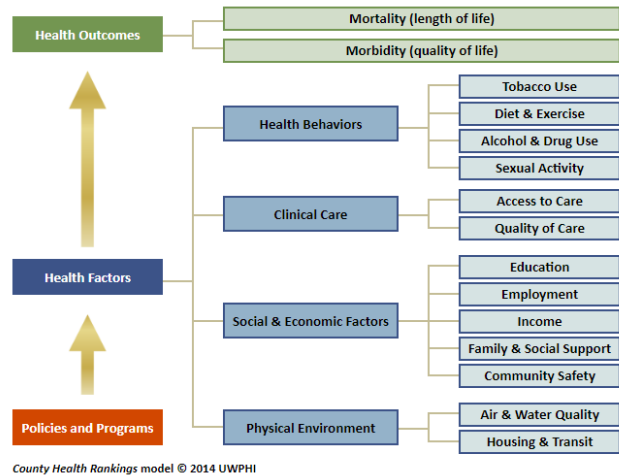 Health Outcomes
Mortality (length of life)
Morbidity (quality of life)
Health Factors
Health Behaviors
Tobacco Use
Diet & Exercise
Alcohol & Drug Use
Sexual Activity
Clinical Care
Access to Care
Quality of Care
Social & Economic Factors
Education
Employment
Income
Family & Social Support
Community Safety
Physical Environment
Air & Water Quality
Housing & Transit
Policies and Programs
County Health Rankings model © 2014 UWPHI